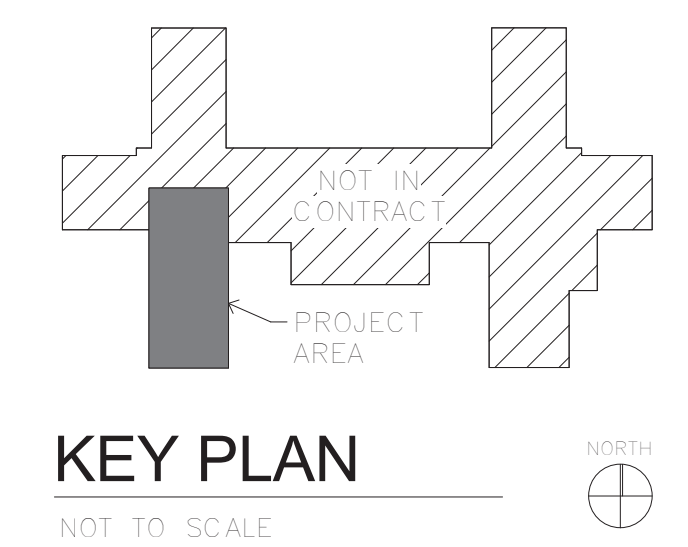 NOT IN
CONTRACT
PROJECT
AREA
KEY PLAN
NOT TO SCALE
NORTH